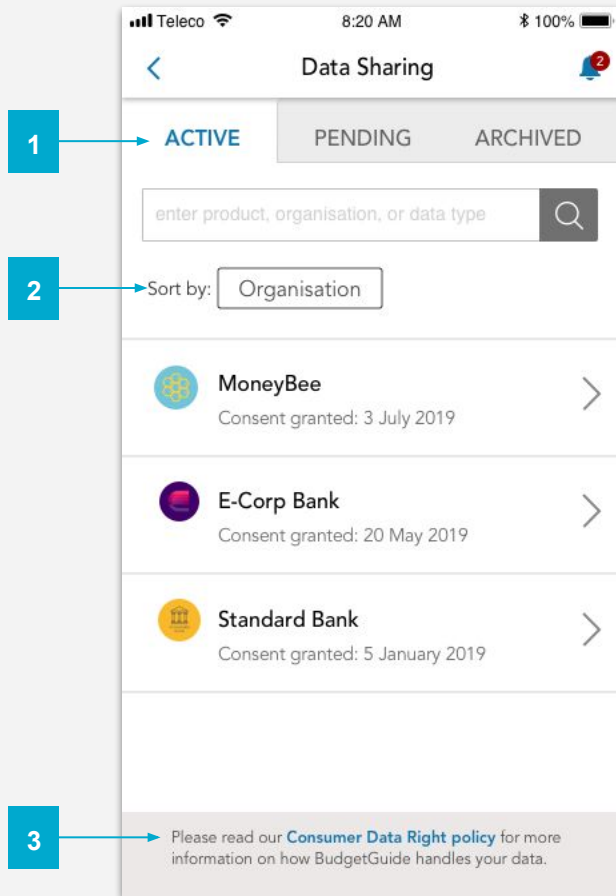 Teleco 8:20 AM 100%
Data Sharing 2
1 ACTIVE PENDING ARCHIVED
enter product, organisation, or data type
2 Sort by: Organisation
MoneyBee
Consent granted: 3 July 2019
E-Corp Bank
Consent granted: 20 May 2019
Standard Bank
Consent granted: 5 January 2019
3 Please read our Consumer Data Right policy for more
information on how BudgetGuide handles your data.